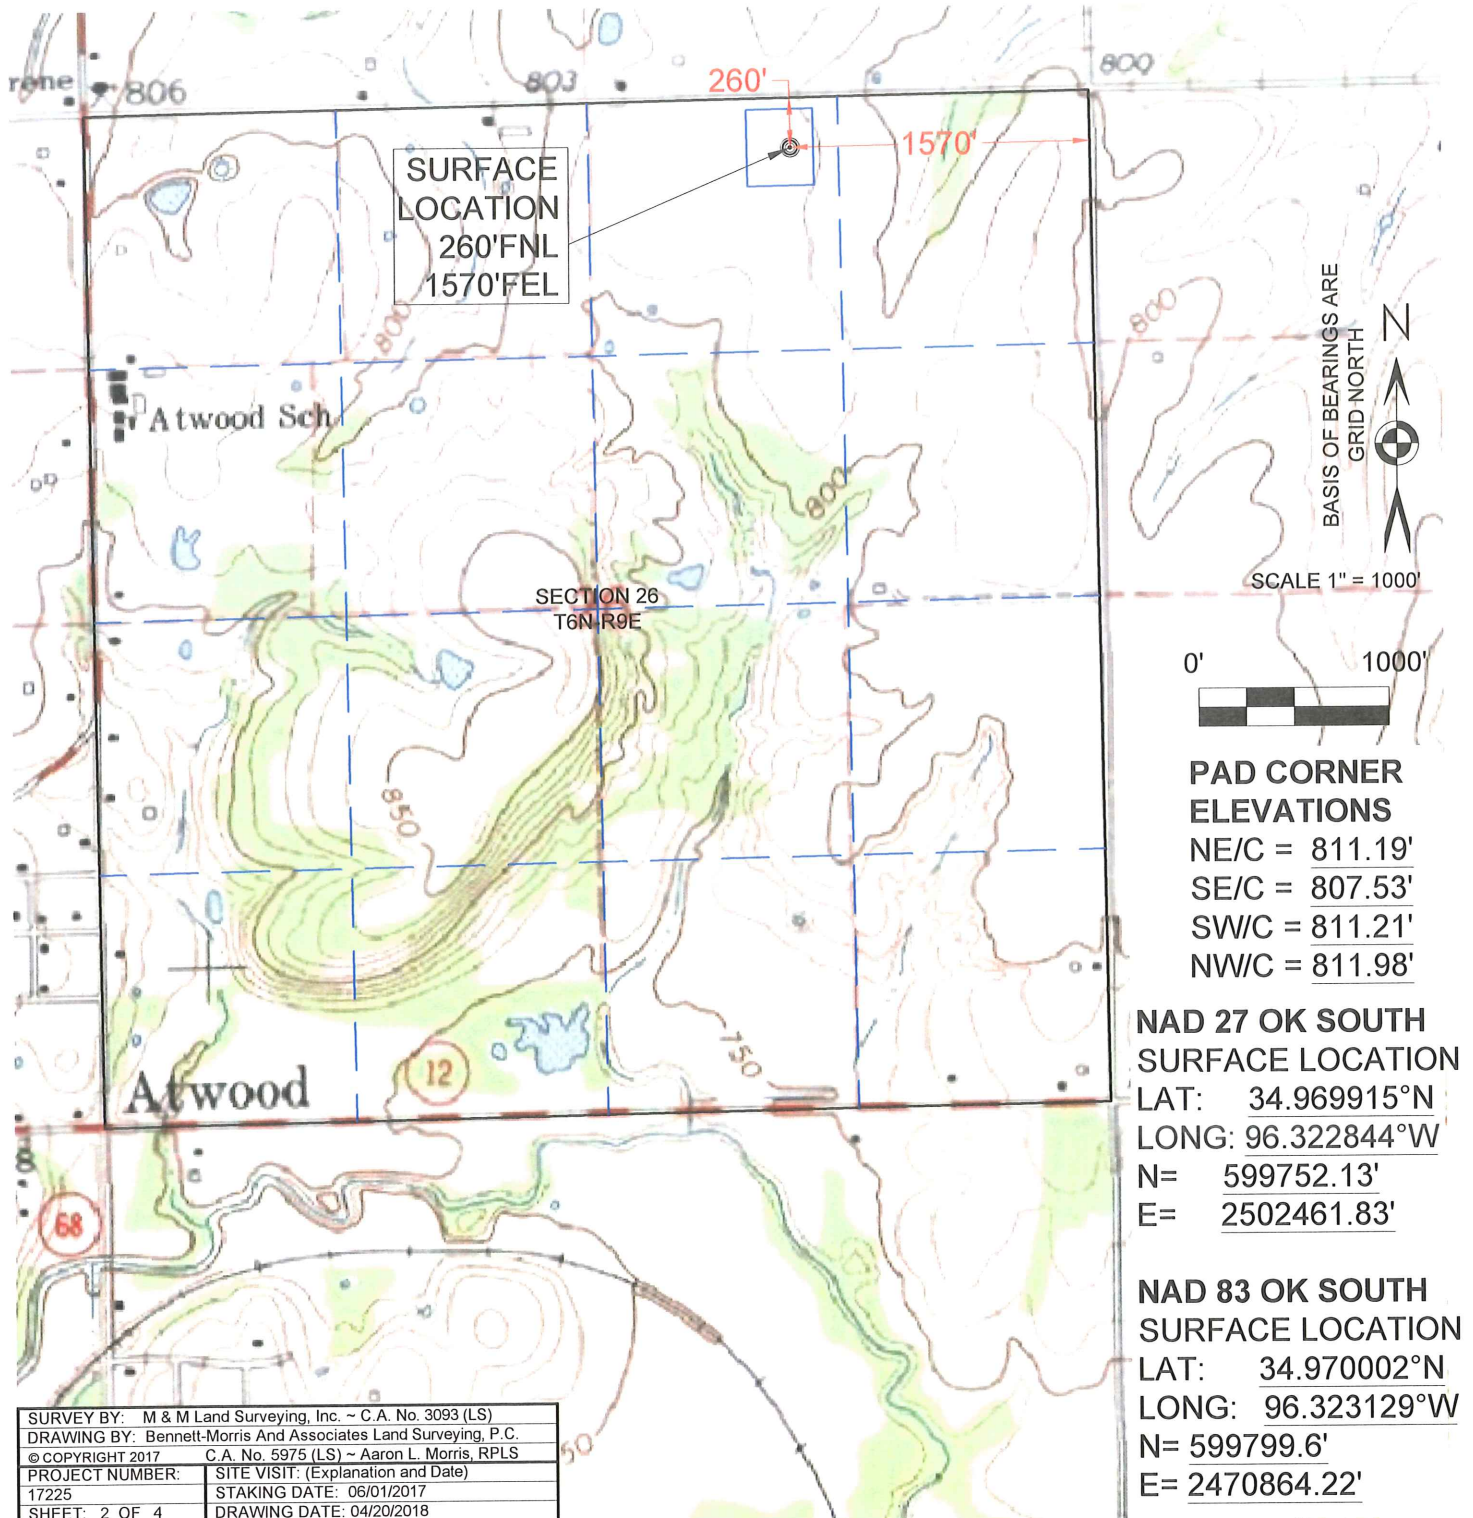 rene
806
803
260'
809
1570'
SURFACE
LOCATION
260'FNL
1570'FEL
800
Atwood Sch
800
800
SECTION 26
T6N-R9E
850
BASIS OF BEARINGS ARE
GRID NORTH
N
SCALE 1" = 1000'
0' 1000'
PAD CORNER
ELEVATIONS
NE/C = 811.19'
SE/C = 807.53'
SW/C = 811.21'
NW/C = 811.98'
NAD 27 OK SOUTH
SURFACE LOCATION
LAT: 34.969915°N
LONG: 96.322844°W
N= 599752.13'
E= 2502461.83'
NAD 83 OK SOUTH
SURFACE LOCATION
LAT: 34.970002°N
LONG: 96.323129°W
N= 599799.6'
E= 2470864.22'
750
12
Atwood
68
50
SURVEY BY: M & M Land Surveying, Inc. ~ C.A. No. 3093 (LS)
DRAWING BY: Bennett-Morris And Associates Land Surveying, P.C.
© COPYRIGHT 2017 C.A. No. 5975 (LS) ~ Aaron L. Morris, RPLS
PROJECT NUMBER: SITE VISIT: (Explanation and Date)
17225 STAKING DATE: 06/01/2017
SHEET: 2 OF 4 DRAWING DATE: 04/20/2018